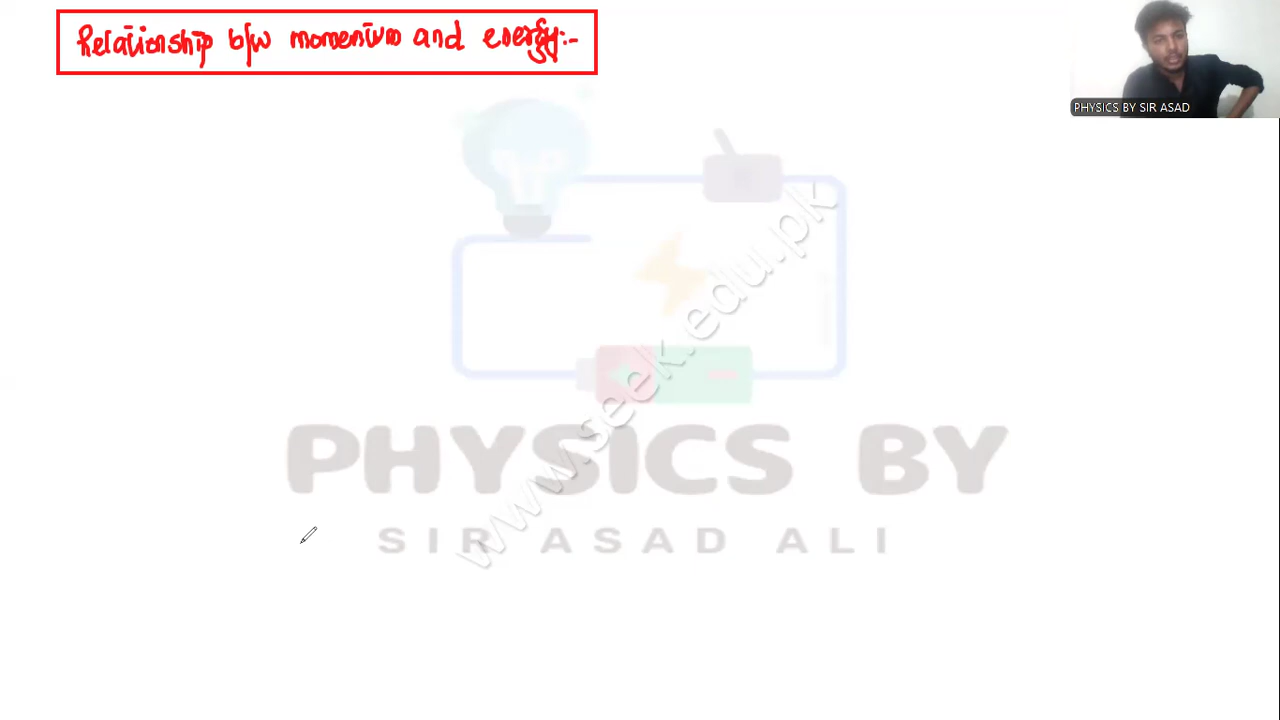 Relationship b/w momentum and energy:-
PHYSICS BY SIR ASAD
www.seek.edu.pk
PHYSICS BY
SIR ASAD ALI